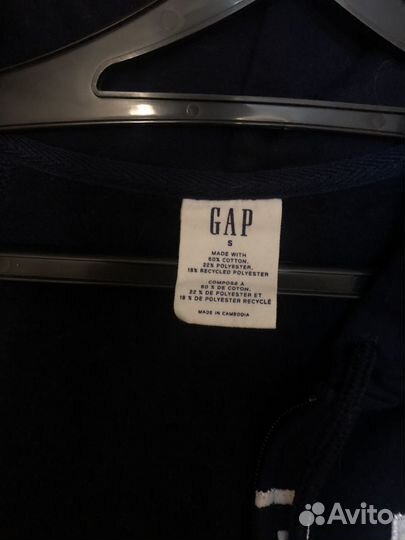 GAP
S
MADE WITH
60% COTTON,
22% POLYESTER,
18% RECYCLED POLYESTER
COMPOSÉ À
60 % DE COTON,
22 % DE POLYESTER ET
18 % DE POLYESTER RECYCLÉ
MADE IN CAMBODIA
Avito